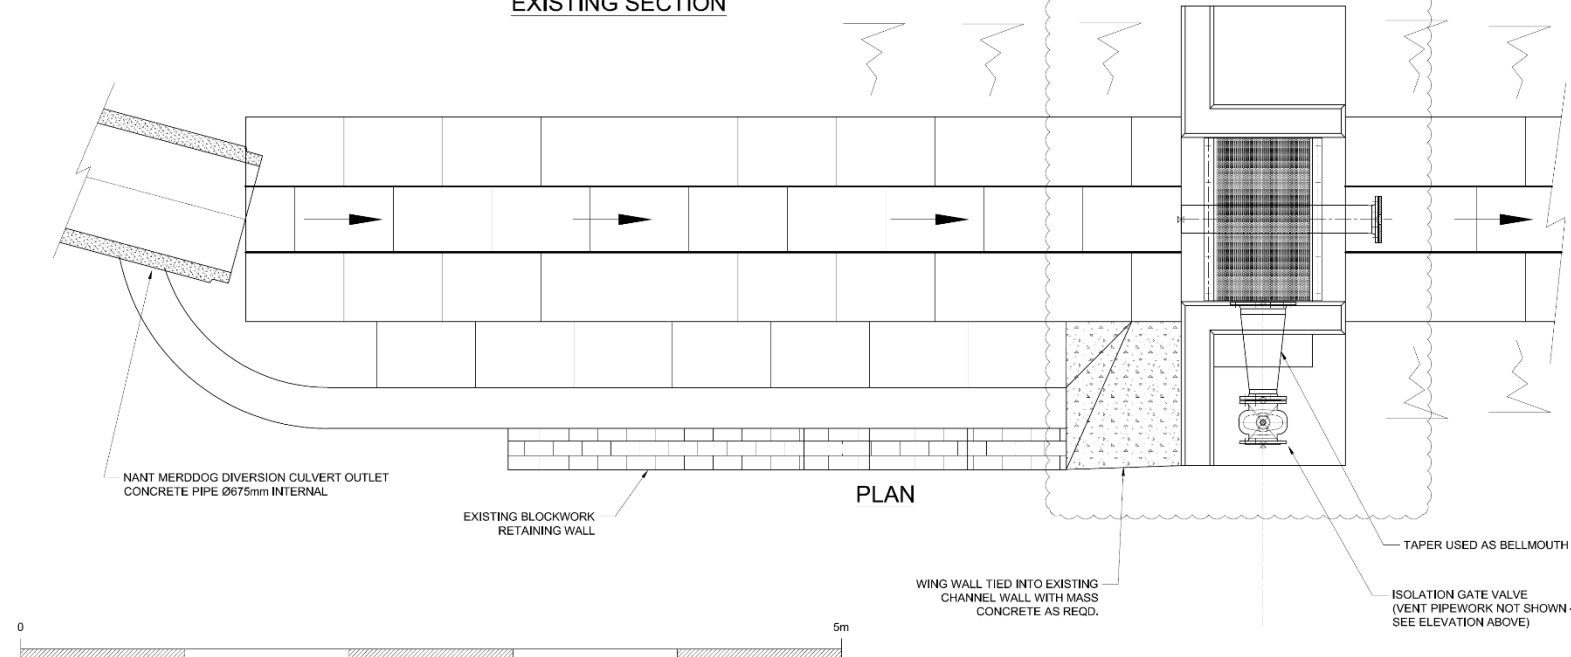 EXISTING SECTION
NANT MERDDOG DIVERSION CULVERT OUTLET
CONCRETE PIPE Ø675mm INTERNAL
EXISTING BLOCKWORK
RETAINING WALL
PLAN
WING WALL TIED INTO EXISTING
CHANNEL WALL WITH MASS
CONCRETE AS REQD.
TAPER USED AS BELLMOUTH
ISOLATION GATE VALVE
(VENT PIPEWORK NOT SHOWN -
SEE ELEVATION ABOVE)
0
5m